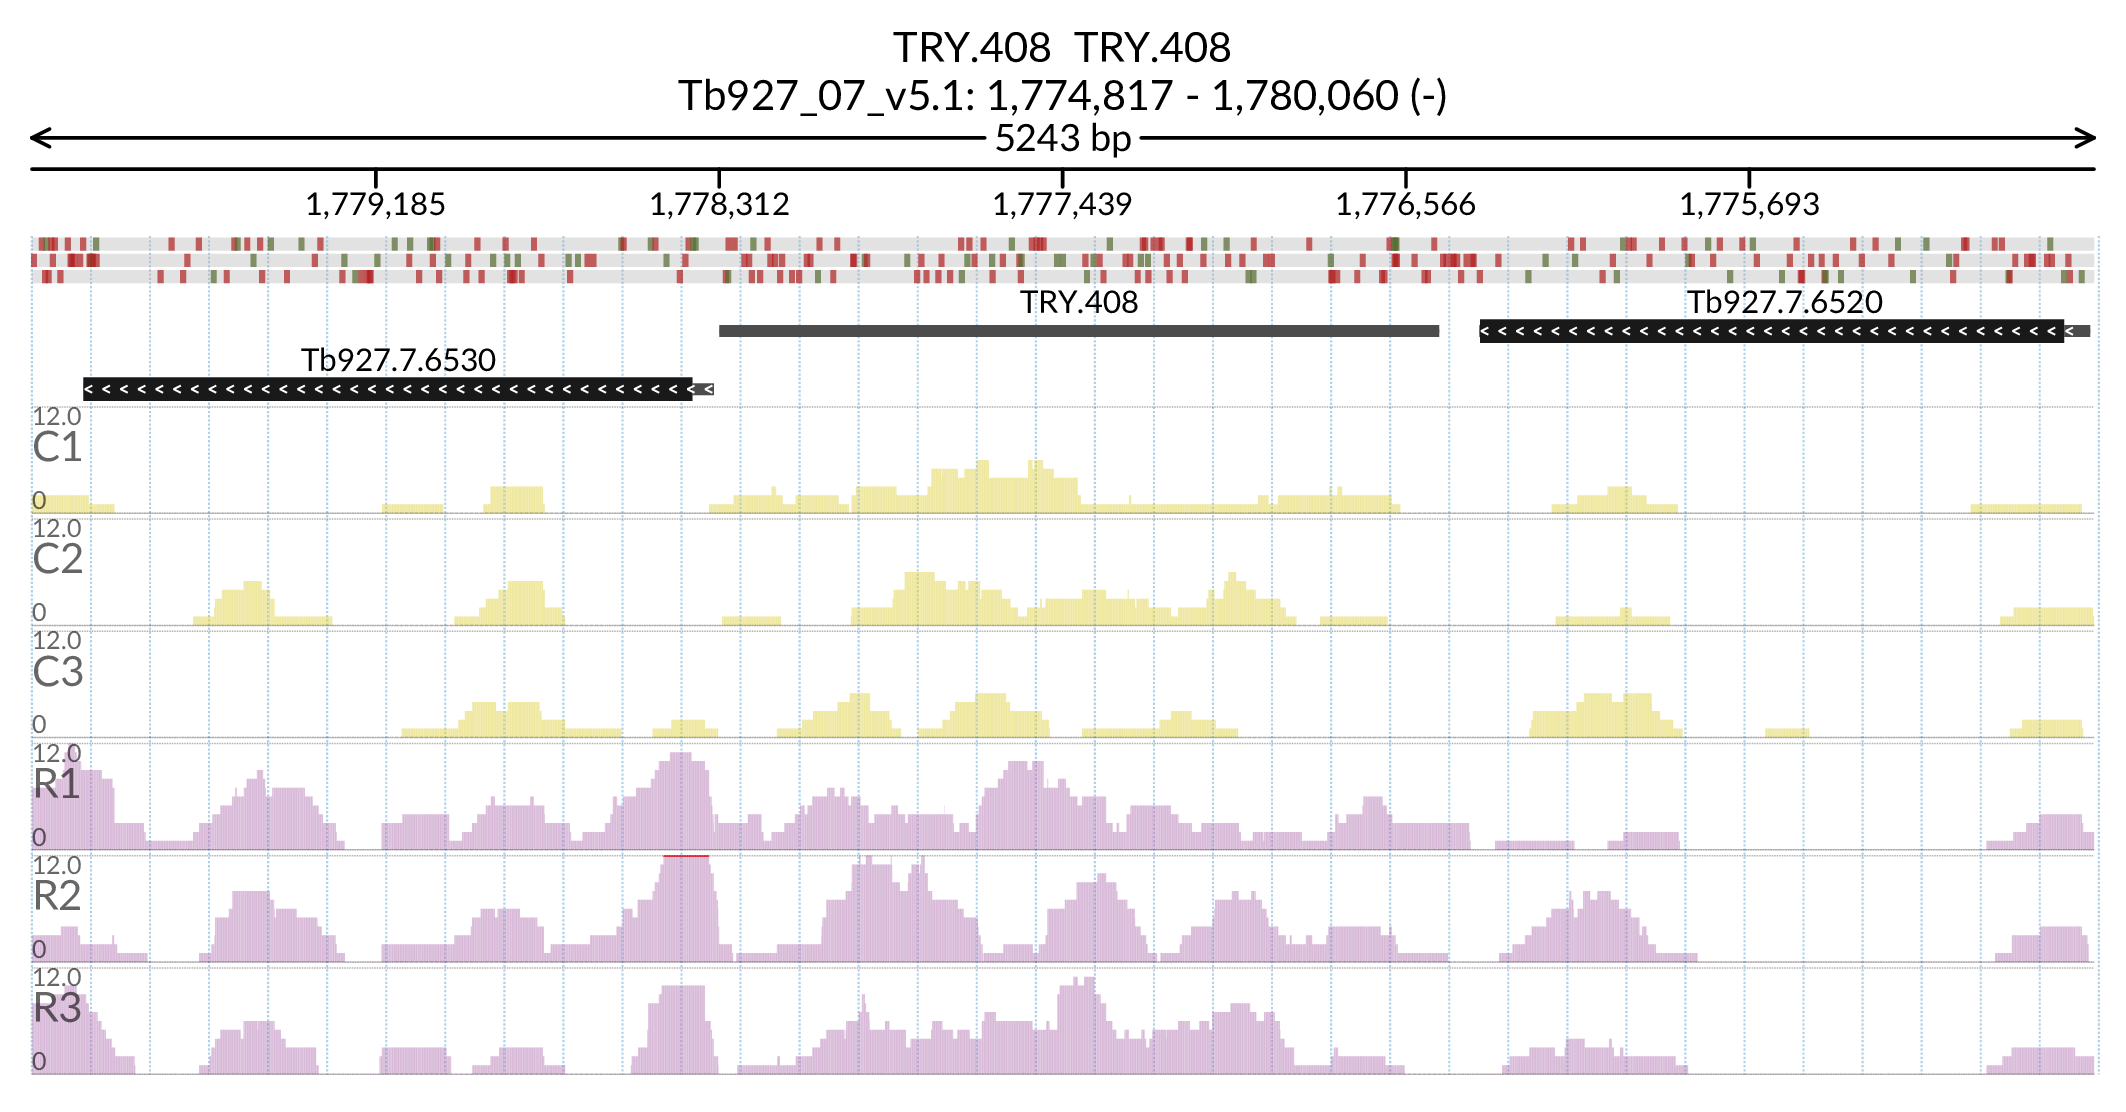 TRY.408 TRY.408
Tb927_07_v5.1: 1,774,817 - 1,780,060 (-)
5243 bp
1,779,185 1,778,312 1,777,439 1,776,566 1,775,693
TRY.408 Tb927.7.6520
Tb927.7.6530
12.0
C1
0
12.0
C2
0
12.0
C3
0
12.0
R1
0
12.0
R2
0
12.0
R3
0